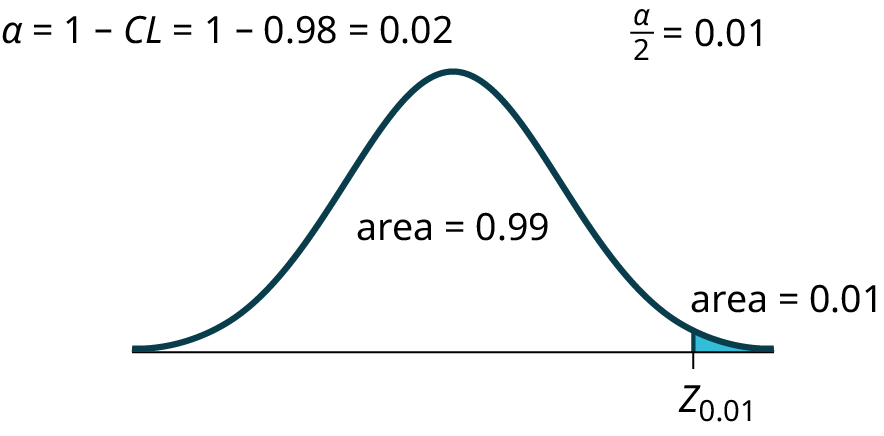 α = 1 – CL = 1 – 0.98 = 0.02
α/2 = 0.01
area = 0.99
area = 0.01
Z0.01